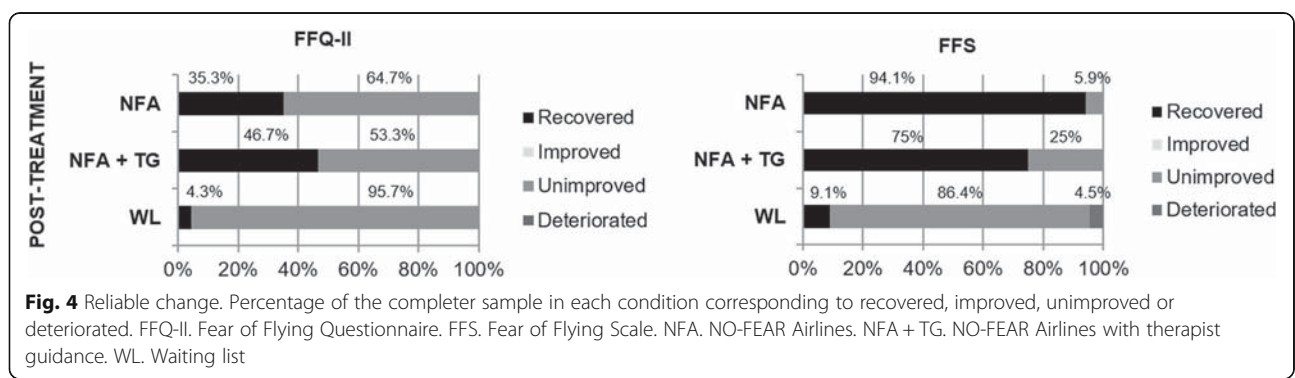 FFQ-II
POST-TREATMENT
35.3% 64.7%
NFA
46.7% 53.3%
NFA + TG
4.3% 95.7%
WL
0% 20% 40% 60% 80% 100%
Recovered
Improved
Unimproved
Deteriorated
FFS
94.1% 5.9%
NFA
75% 25%
NFA + TG
9.1% 86.4% 4.5%
WL
0% 20% 40% 60% 80% 100%
Recovered
Improved
Unimproved
Deteriorated
Fig. 4 Reliable change. Percentage of the completer sample in each condition corresponding to recovered, improved, unimproved or
deteriorated. FFQ-II. Fear of Flying Questionnaire. FFS. Fear of Flying Scale. NFA. NO-FEAR Airlines. NFA + TG. NO-FEAR Airlines with therapist
guidance. WL. Waiting list